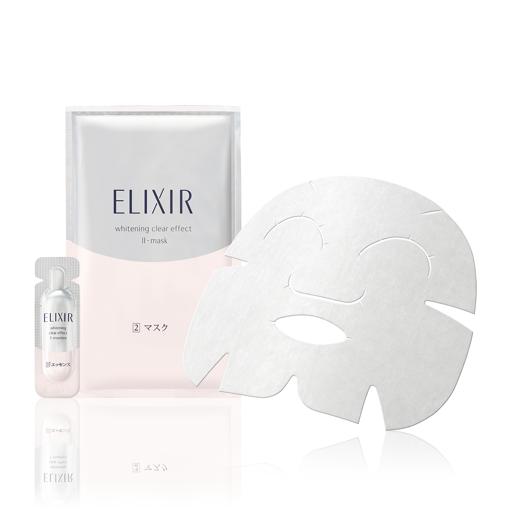 ELIXIR
whitening clear effect
II-mask
2 マスク
ELIXIR
whitening
clear effect
エッセンス